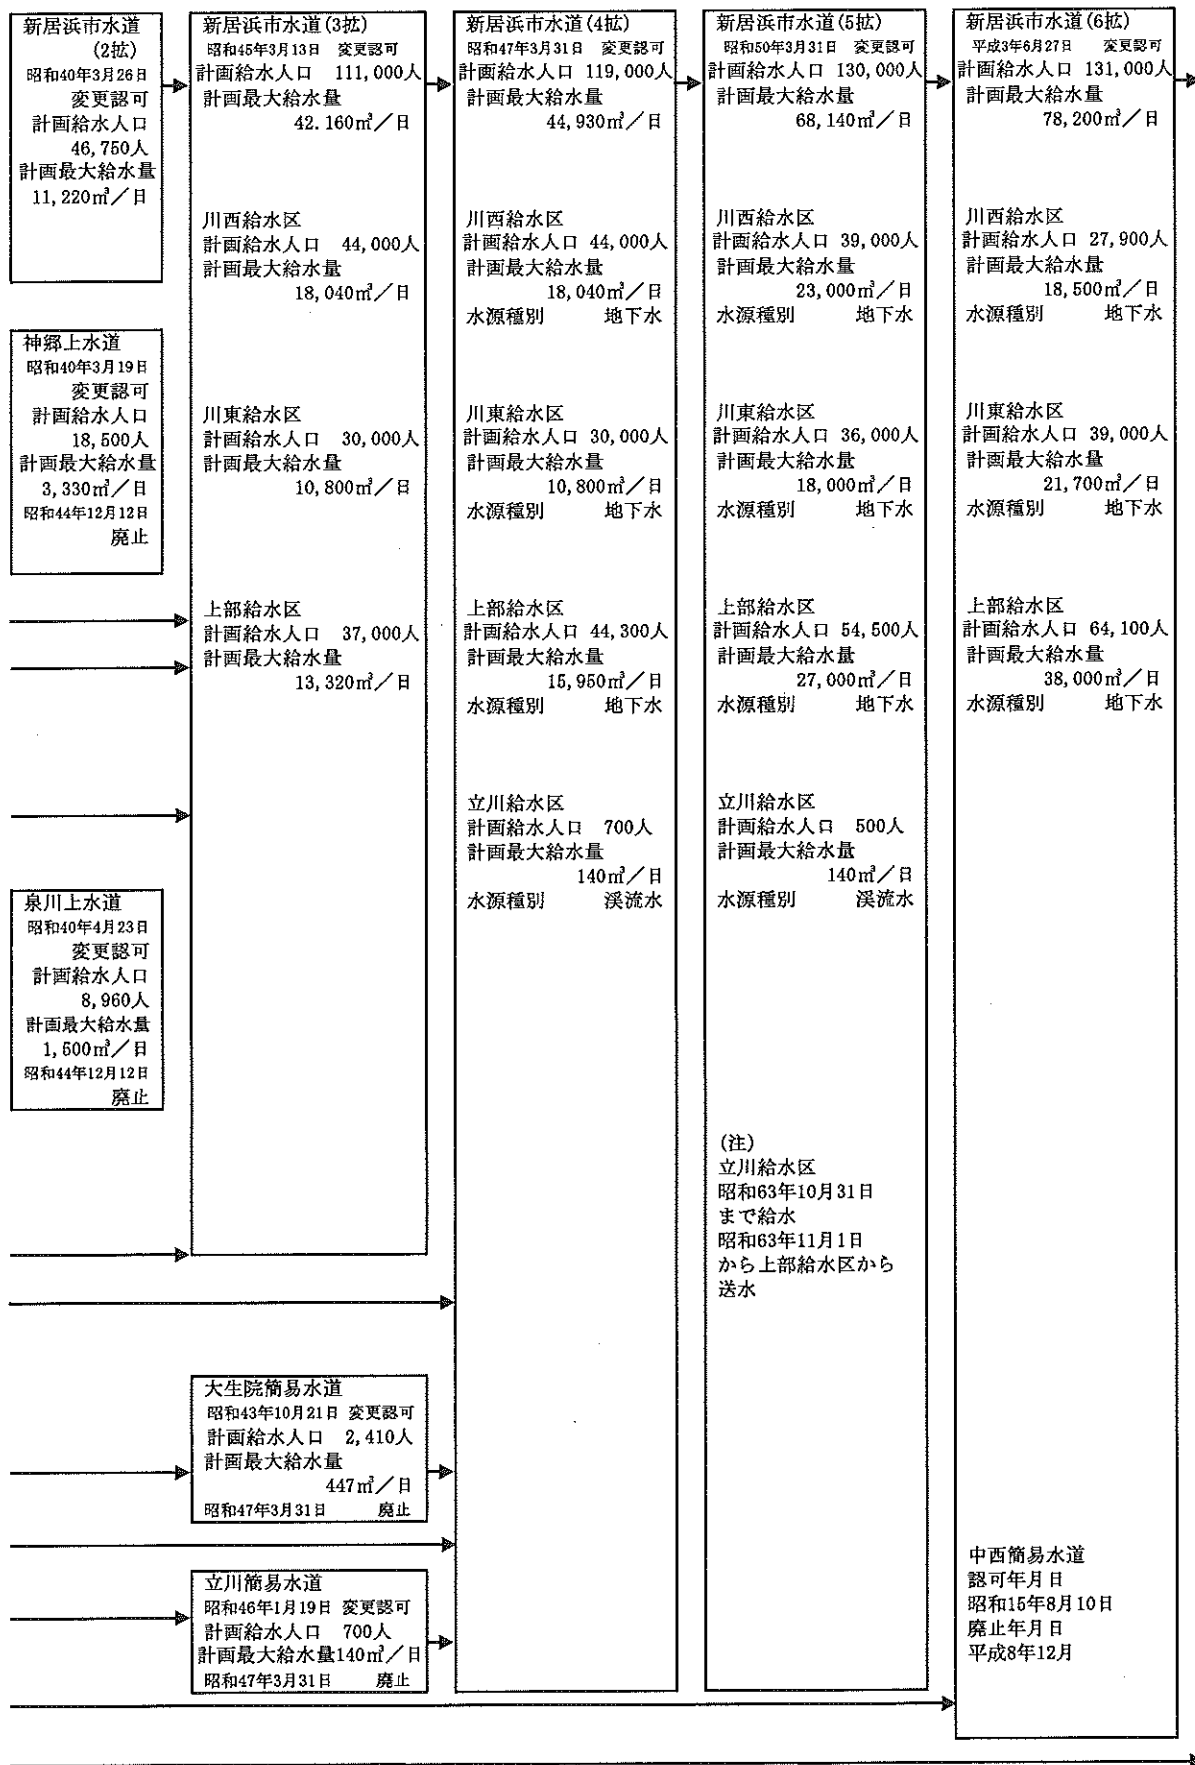 新居浜市水道
(2拡)
昭和40年3月26日
変更認可
計画給水人口
46,750人
計画最大給水量
11,220㎥／日
神郷上水道
昭和40年3月19日
変更認可
計画給水人口
18,500人
計画最大給水量
3,330㎥／日
昭和44年12月12日
廃止
泉川上水道
昭和40年4月23日
変更認可
計画給水人口
8,960人
計画最大給水量
1,500㎥／日
昭和44年12月12日
廃止
新居浜市水道(3拡)
昭和45年3月13日 変更認可
計画給水人口 111,000人
計画最大給水量
42.160㎥／日
川西給水区
計画給水人口 44,000人
計画最大給水量
18,040㎥／日
川東給水区
計画給水人口 30,000人
計画最大給水量
10,800㎥／日
上部給水区
計画給水人口 37,000人
計画最大給水量
13,320㎥／日
大生院簡易水道
昭和43年10月21日 変更認可
計画給水人口 2,410人
計画最大給水量
447㎥／日
昭和47年3月31日 廃止
立川簡易水道
昭和46年1月19日 変更認可
計画給水人口 700人
計画最大給水量140㎥／日
昭和47年3月31日 廃止
新居浜市水道(4拡)
昭和47年3月31日 変更認可
計画給水人口 119,000人
計画最大給水量
44,930㎥／日
川西給水区
計画給水人口 44,000人
計画最大給水量
18,040㎥／日
水源種別 地下水
川東給水区
計画給水人口 30,000人
計画最大給水量
10,800㎥／日
水源種別 地下水
上部給水区
計画給水人口 44,300人
計画最大給水量
15,950㎥／日
水源種別 地下水
立川給水区
計画給水人口 700人
計画最大給水量
140㎥／日
水源種別 渓流水
新居浜市水道(5拡)
昭和50年3月31日 変更認可
計画給水人口 130,000人
計画最大給水量
68,140㎥／日
川西給水区
計画給水人口 39,000人
計画最大給水量
23,000㎥／日
水源種別 地下水
川東給水区
計画給水人口 36,000人
計画最大給水量
18,000㎥／日
水源種別 地下水
上部給水区
計画給水人口 54,500人
計画最大給水量
27,000㎥／日
水源種別 地下水
立川給水区
計画給水人口 500人
計画最大給水量
140㎥／日
水源種別 渓流水
(注)
立川給水区
昭和63年10月31日
まで給水
昭和63年11月1日
から上部給水区から
送水
新居浜市水道(6拡)
平成3年6月27日 変更認可
計画給水人口 131,000人
計画最大給水量
78,200㎥／日
川西給水区
計画給水人口 27,900人
計画最大給水量
18,500㎥／日
水源種別 地下水
川東給水区
計画給水人口 39,000人
計画最大給水量
21,700㎥／日
水源種別 地下水
上部給水区
計画給水人口 64,100人
計画最大給水量
38,000㎥／日
水源種別 地下水
中西簡易水道
認可年月日
昭和15年8月10日
廃止年月日
平成8年12月